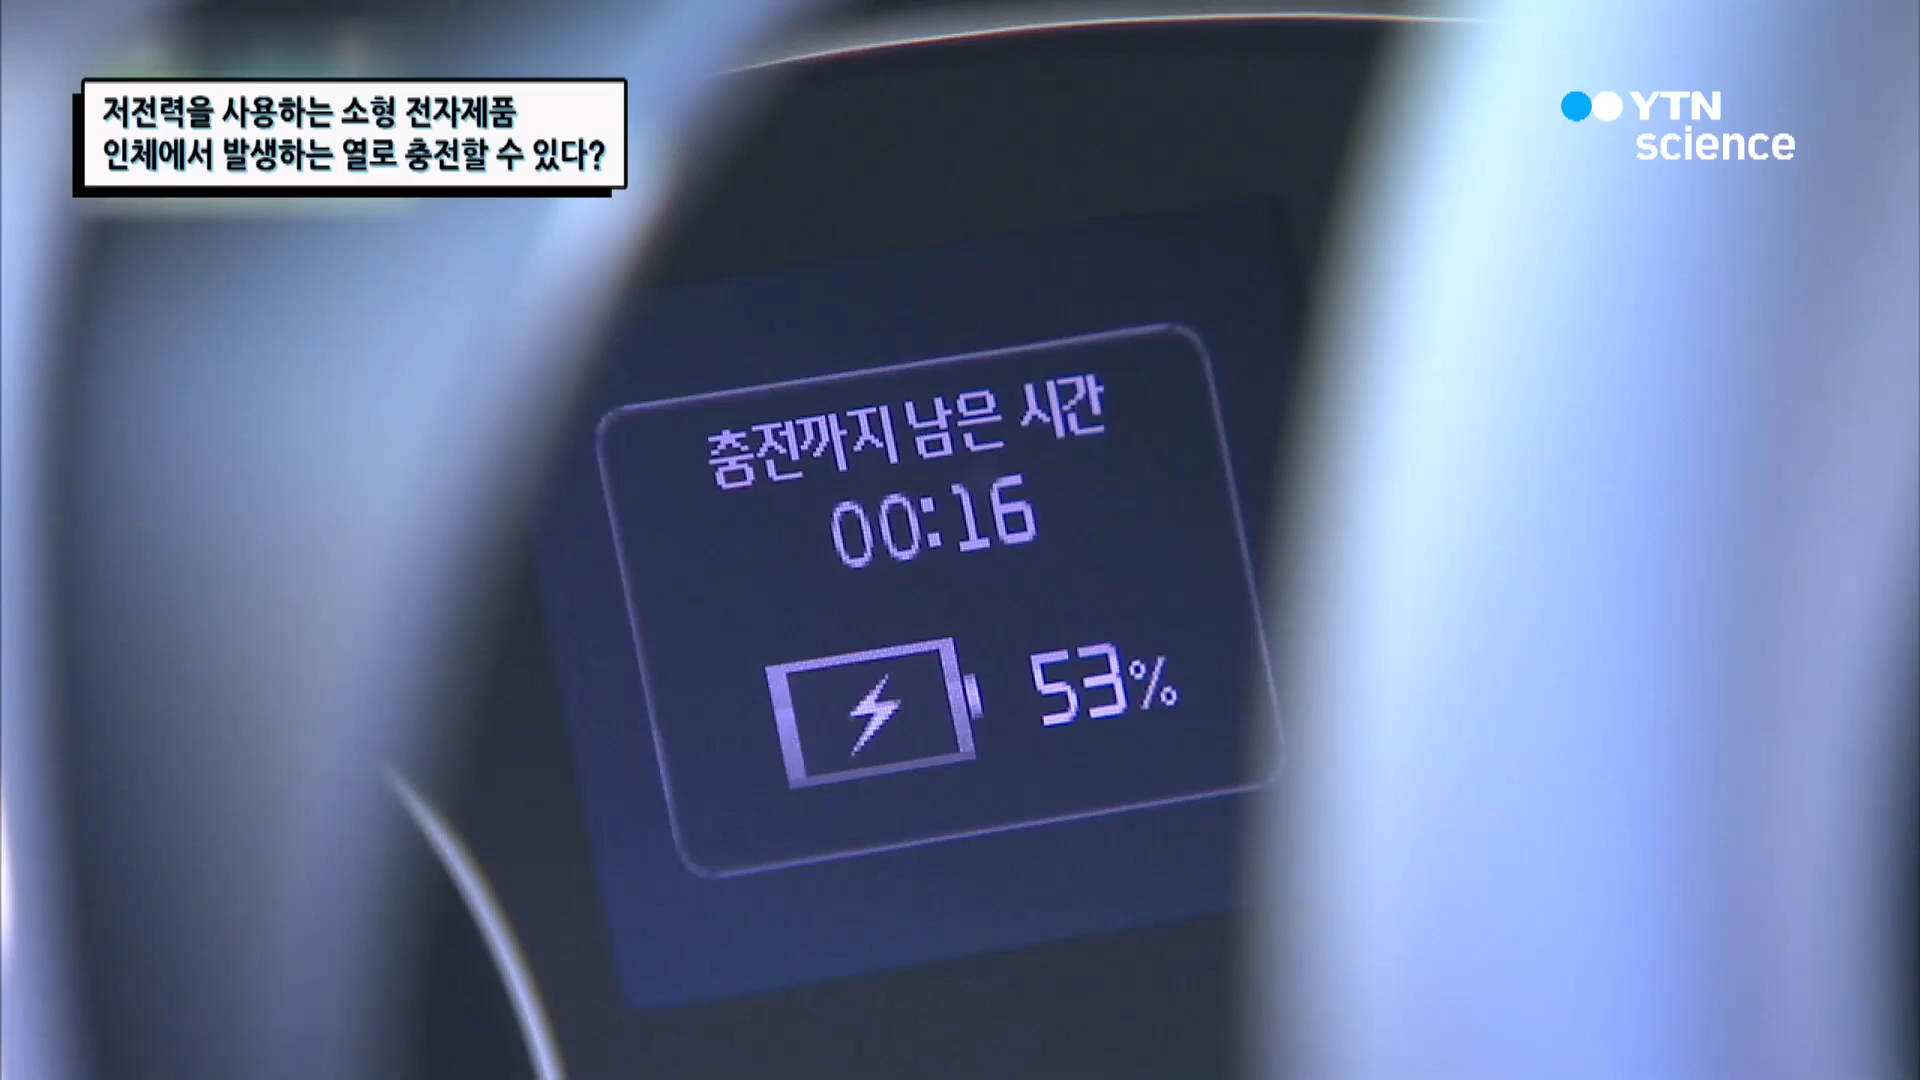 저전력을 사용하는 소형 전자제품
인체에서 발생하는 열로 충전할 수 있다?
YTN
science
충전까지 남은 시간
00:16
53%